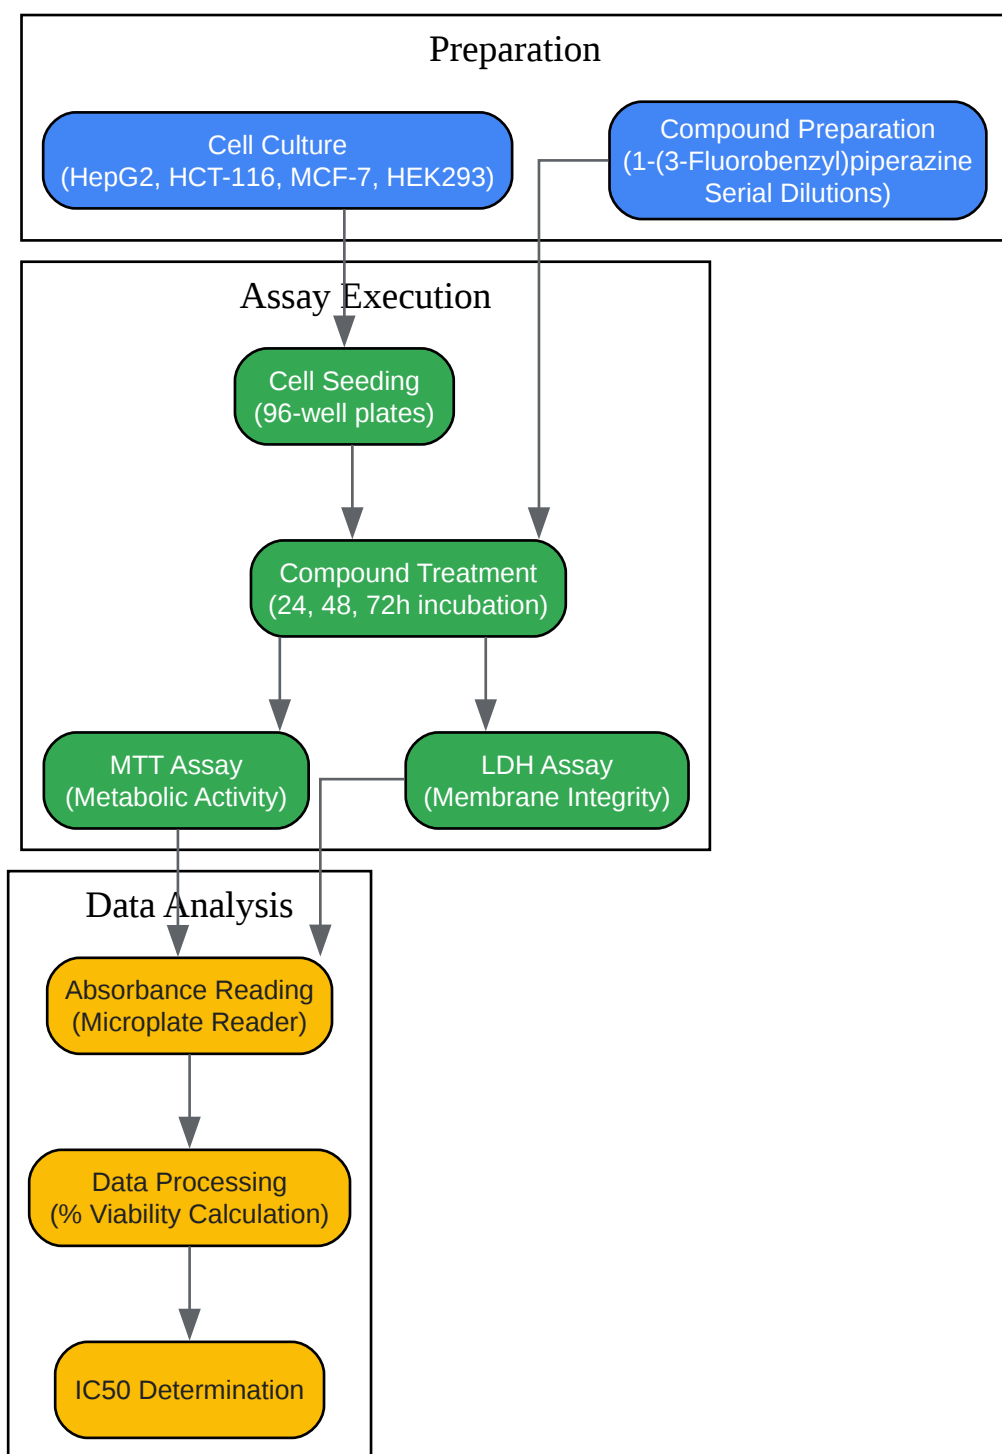 Preparation
Cell Culture
(HepG2, HCT-116, MCF-7, HEK293)
Compound Preparation
(1-(3-Fluorobenzyl)piperazine
Serial Dilutions)
Assay Execution
Cell Seeding
(96-well plates)
Compound Treatment
(24, 48, 72h incubation)
MTT Assay
(Metabolic Activity)
LDH Assay
(Membrane Integrity)
Data Analysis
Absorbance Reading
(Microplate Reader)
Data Processing
(% Viability Calculation)
IC50 Determination